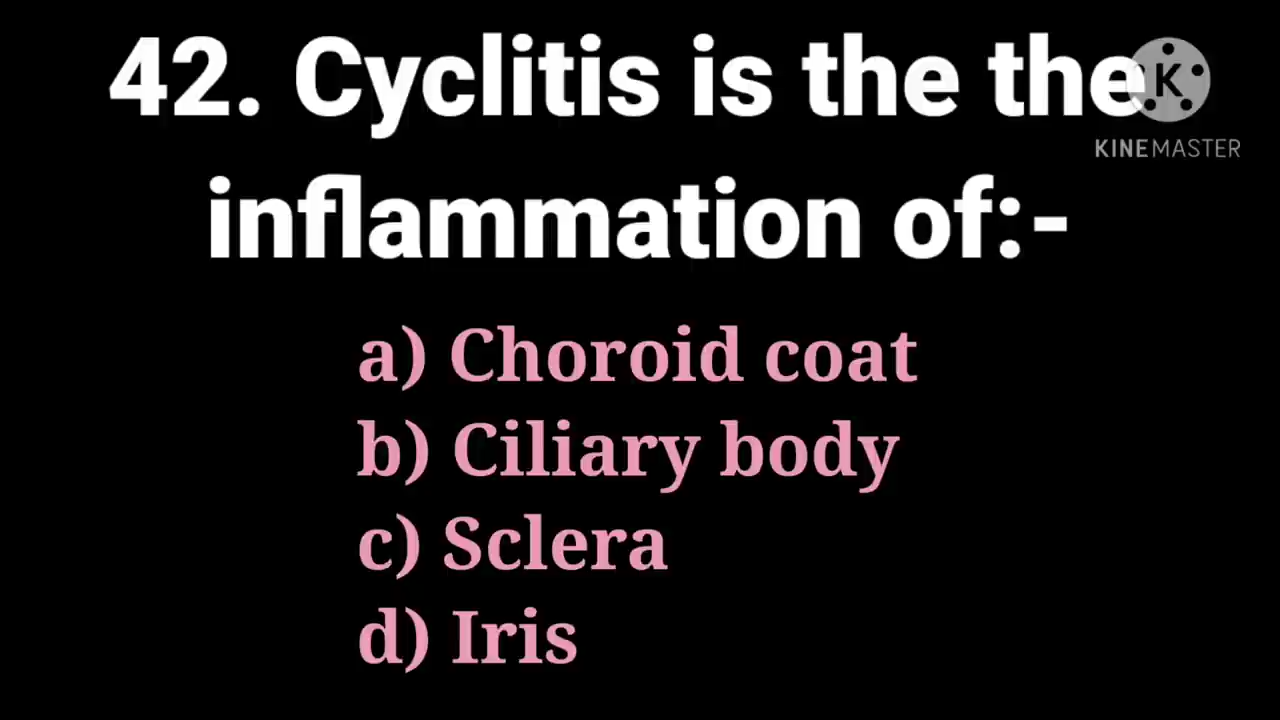 42. Cyclitis is the the
K
KINEMASTER
inflammation of:-
a) Choroid coat
b) Ciliary body
c) Sclera
d) Iris